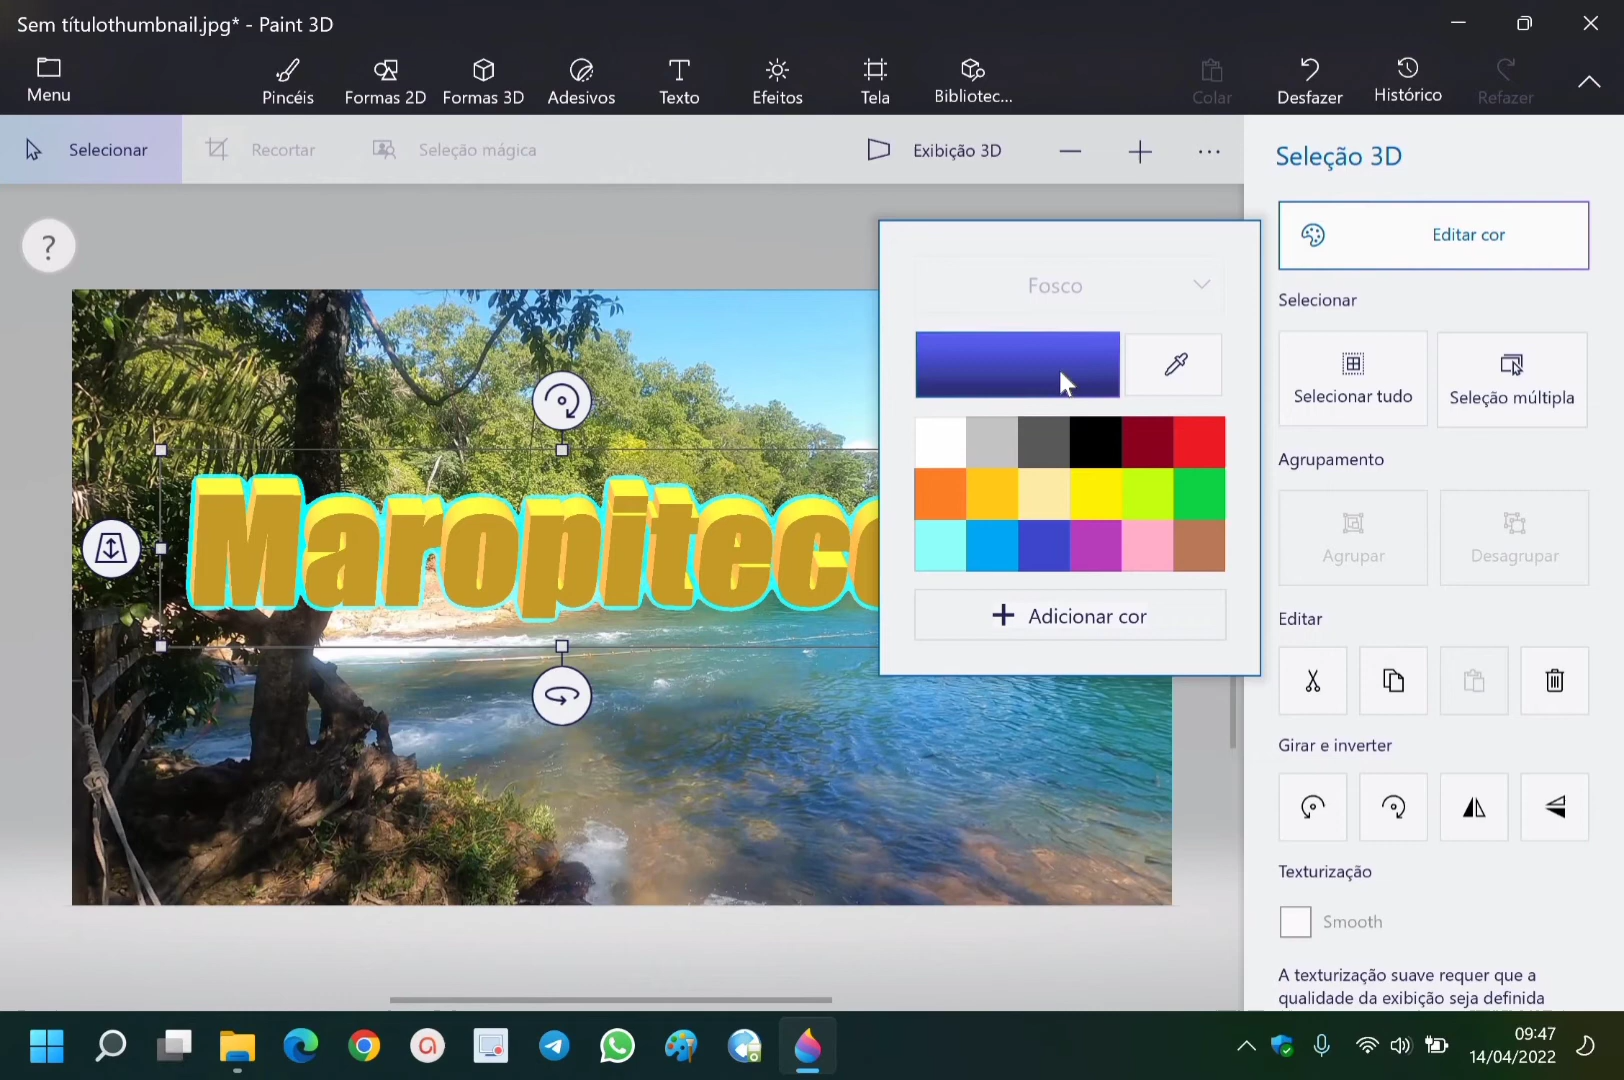 Sem títulothumbnail.jpg* - Paint 3D
Menu
Pincéis
Formas 2D
Formas 3D
Adesivos
Texto
Efeitos
Tela
Bibliotec...
Colar
Desfazer
Histórico
Refazer
Selecionar
Recortar
Seleção mágica
Exibição 3D
Seleção 3D
Editar cor
Selecionar
Selecionar tudo
Seleção múltipla
Agrupamento
Agrupar
Desagrupar
Editar
Girar e inverter
Texturização
Smooth
A texturização suave requer que a
qualidade da exibição seja definida
?
Fosco
Adicionar cor
Maropitec
09:47
14/04/2022